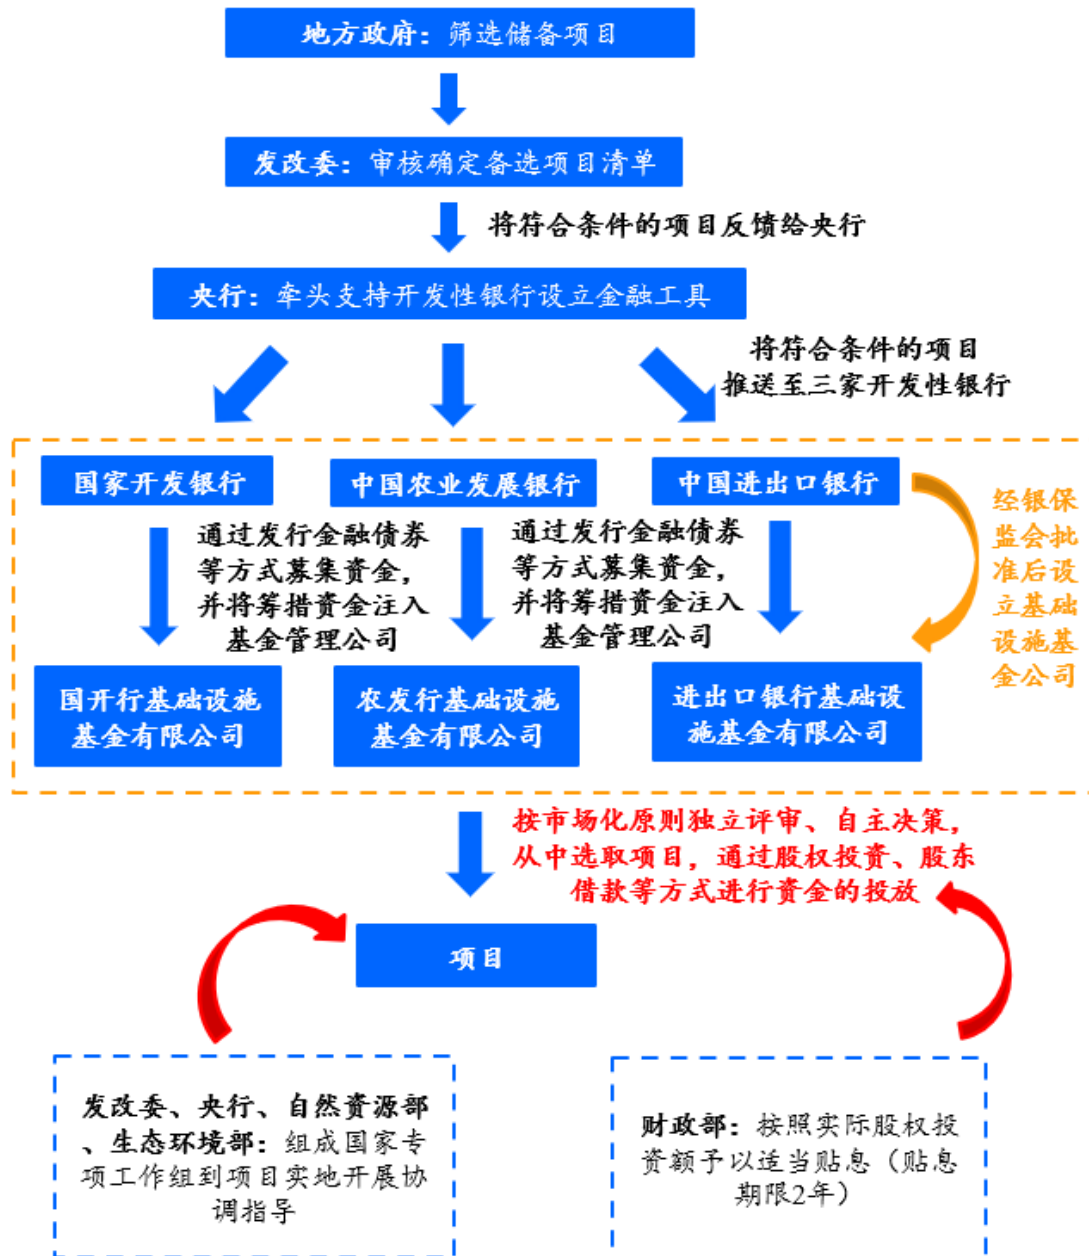 地方政府：筛选储备项目
发改委：审核确定备选项目清单
将符合条件的项目反馈给央行
央行：牵头支持开发性银行设立金融工具
将符合条件的项目
推送至三家开发性银行
国家开发银行
中国农业发展银行
中国进出口银行
通过发行金融债券
等方式募集资金，
并将筹措资金注入
基金管理公司
通过发行金融债券
等方式募集资金，
并将筹措资金注入
基金管理公司
经银保
监会批
准后设
立基础
设施基
金公司
国开行基础设施
基金有限公司
农发行基础设施
基金有限公司
进出口银行基础设
施基金有限公司
按市场化原则独立评审、自主决策，
从中选取项目，通过股权投资、股东
借款等方式进行资金的投放
项目
发改委、央行、自然资源部
、生态环境部：组成国家专
项工作组到项目实地开展协
调指导
财政部：按照实际股权投
资额予以适当贴息（贴息
期限2年）